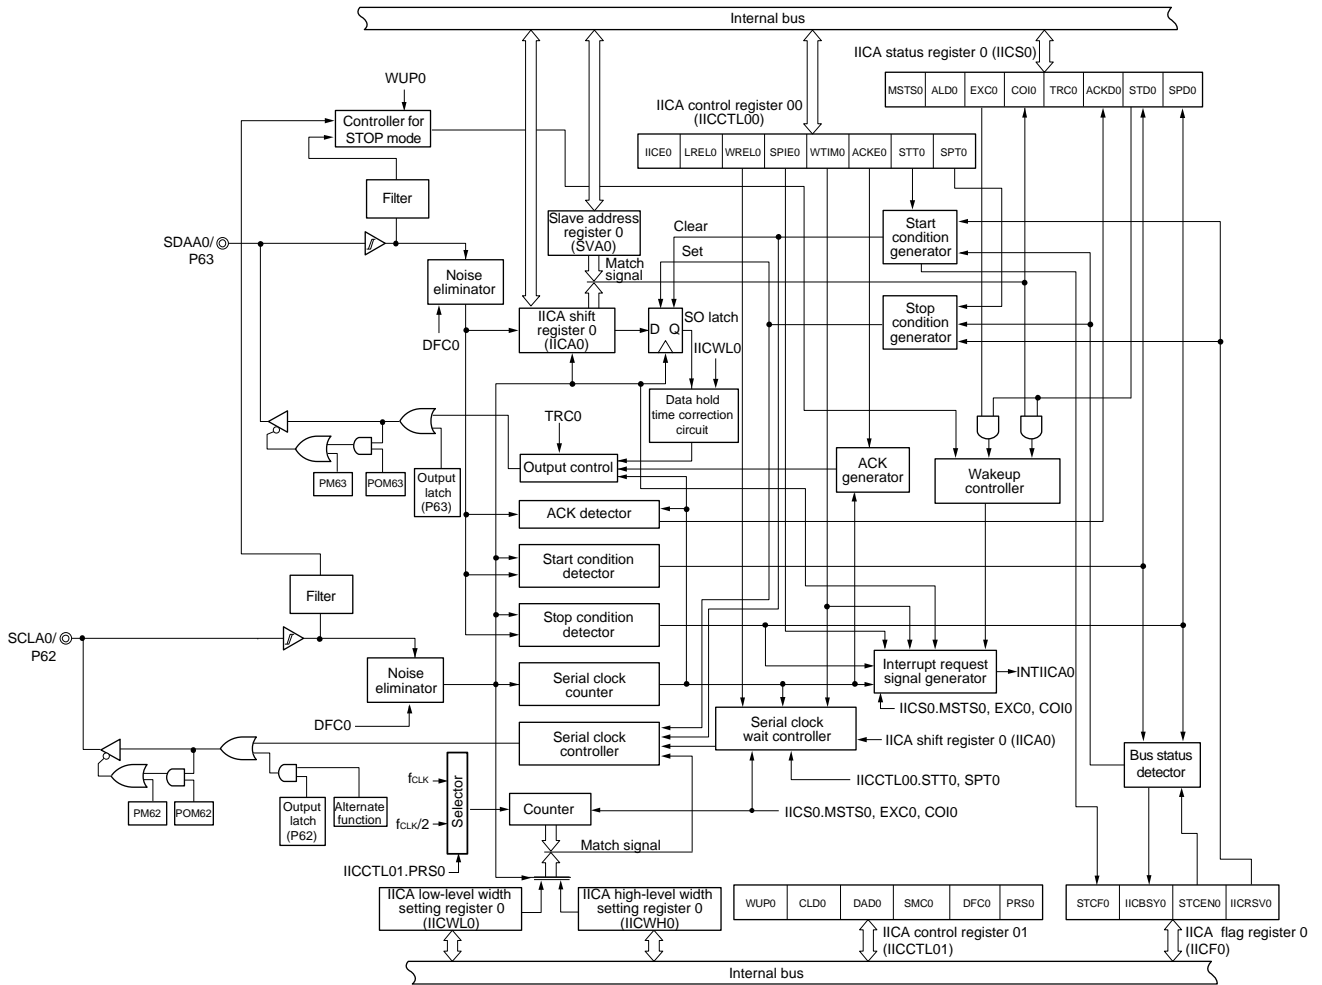 Internal bus
IICA status register 0 (IICS0)
WUP0
MSTS0 ALD0 EXC0 COI0 TRC0 ACKD0 STD0 SPD0
IICA control register 00
(IICCTL00)
Controller for
STOP mode
IICE0 LREL0 WREL0 SPIE0 WTIM0 ACKE0 STT0 SPT0
Filter
Slave address
register 0
(SVA0)
Clear
Start
condition
generator
SDAA0/
P63
Set
Match
signal
Noise
eliminator
DFC0
IICA shift
register 0
(IICA0)
D Q
SO latch
Stop
condition
generator
IICWL0
Data hold
time correction
circuit
TRC0
PM63
POM63
Output
latch
(P63)
Output control
ACK
generator
Wakeup
controller
ACK detector
Start condition
detector
Filter
Stop condition
detector
SCLA0/
P62
Noise
eliminator
DFC0
Serial clock
counter
Interrupt request
signal generator
INTIICA0
IICS0.MSTS0, EXC0, COI0
Serial clock
controller
Serial clock
wait controller
IICA shift register 0 (IICA0)
Bus status
detector
IICCTL00.STT0, SPT0
PM62
POM62
Output
latch
(P62)
Alternate
function
fCLK
fCLK/2
Selector
Counter
IICS0.MSTS0, EXC0, COI0
Match signal
IICCTL01.PRS0
IICA low-level width
setting register 0
(IICWL0)
IICA high-level width
setting register 0
(IICWH0)
WUP0 CLD0 DAD0 SMC0 DFC0 PRS0
STCF0 IICBSY0 STCEN0 IICRSV0
IICA control register 01
(IICCTL01)
IICA flag register 0
(IICF0)
Internal bus